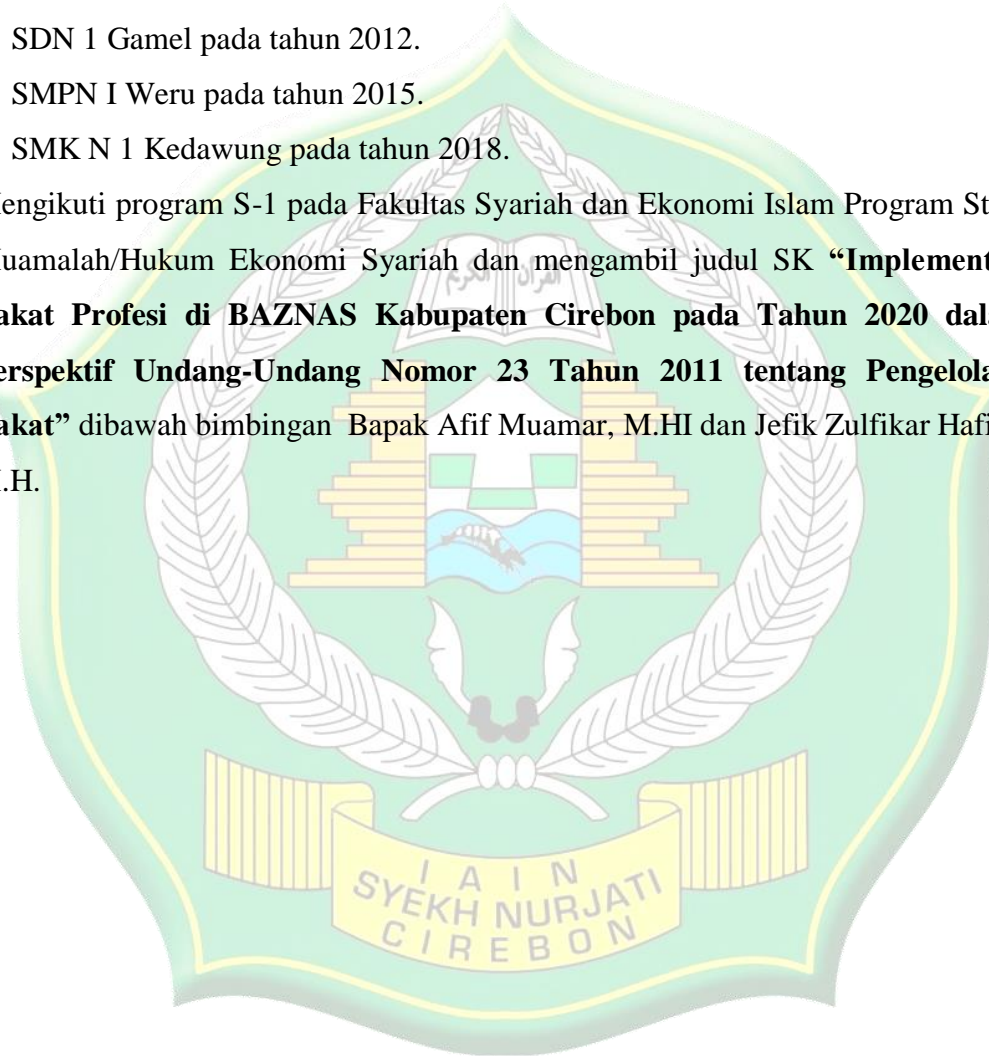 SDN 1 Gamel pada tahun 2012.
SMPN I Weru pada tahun 2015.
SMK N 1 Kedawung pada tahun 2018.
engikuti program S-1 pada Fakultas Syariah dan Ekonomi Islam Program St
uamalah/Hukum Ekonomi Syariah dan mengambil judul SK “Implement
akat Profesi di BAZNAS Kabupaten Cirebon pada Tahun 2020 dal
erspektif Undang-Undang Nomor 23 Tahun 2011 tentang Pengelola
akat” dibawah bimbingan Bapak Afif Muamar, M.HI dan Jefik Zulfikar Hafi
.H.
القرآن الكريم
I A I N
SYEKH NURJATI
C I R E B O N